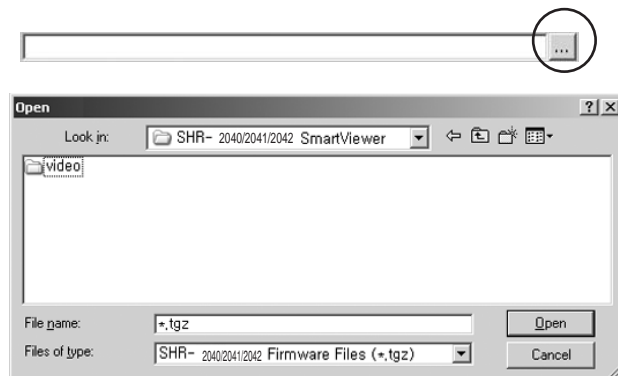 ...
Open
Look in: SHR- 2040/2041/2042 SmartViewer
video
File name: *.tgz Open
Files of type: SHR- 2040/2041/2042 Firmware Files (*.tgz) Cancel